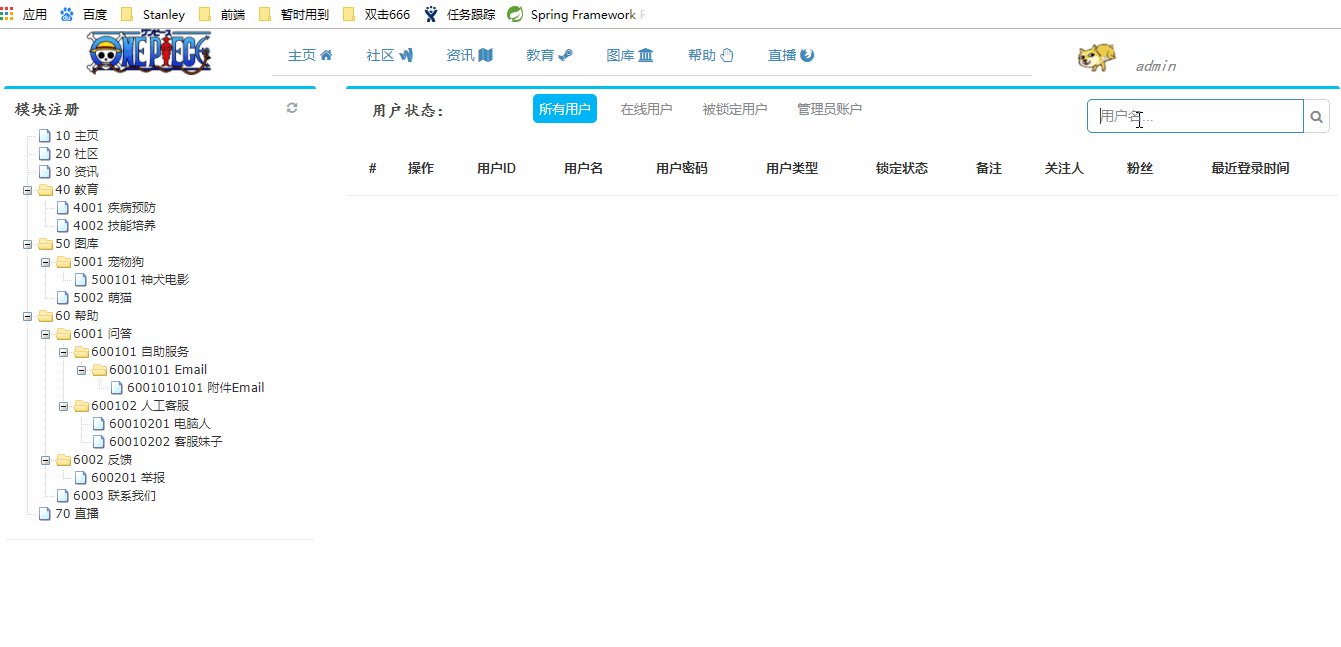 应用 百度 Stanley 前端 暂时用到 双击666 任务跟踪 Spring Framework
ワンピース
ONE PIECE
主页 社区 资讯 教育 图库 帮助 直播 admin
模块注册
10 主页
20 社区
30 资讯
40 教育
4001 疾病预防
4002 技能培养
50 图库
5001 宠物狗
500101 神犬电影
5002 萌猫
60 帮助
6001 问答
600101 自助服务
60010101 Email
6001010101 附件Email
600102 人工客服
60010201 电脑人
60010202 客服妹子
6002 反馈
600201 举报
6003 联系我们
70 直播
用户状态： 所有用户 在线用户 被锁定用户 管理员账户 用户名...
# 操作 用户ID 用户名 用户密码 用户类型 锁定状态 备注 关注人 粉丝 最近登录时间